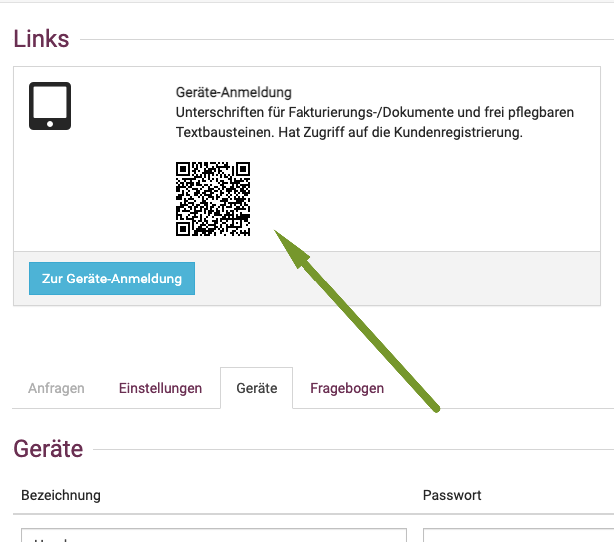 Links
Geräte-Anmeldung
Unterschriften für Fakturierungs-/Dokumente und frei pflegbaren
Textbausteinen. Hat Zugriff auf die Kundenregistrierung.
Zur Geräte-Anmeldung
Anfragen Einstellungen Geräte Fragebogen
Geräte
Bezeichnung Passwort